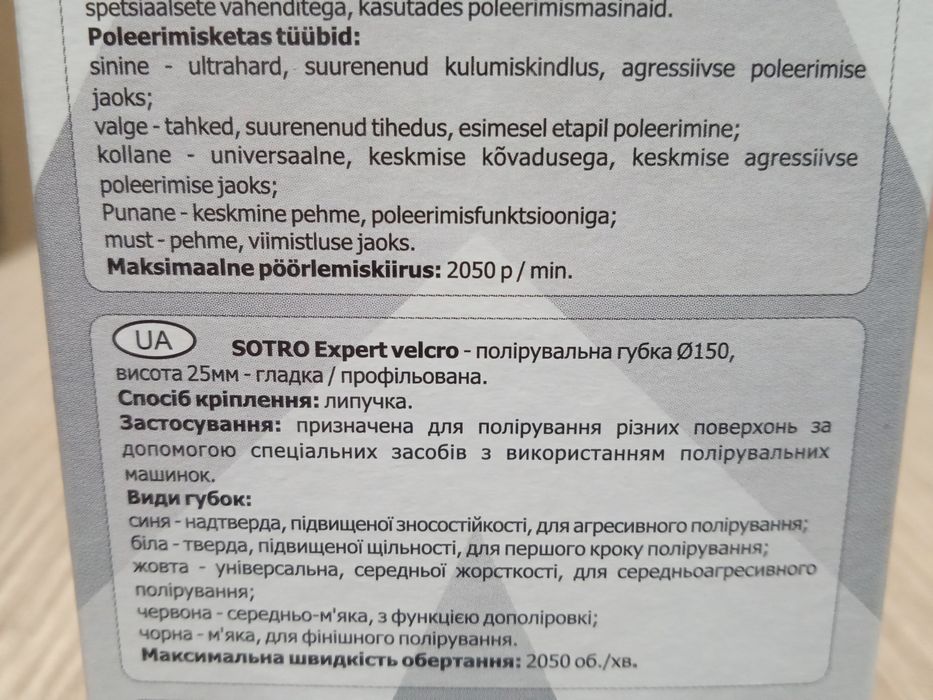 spetsiaalsete vahenditega, kasutades poleerimismasinaid.
Poleerimisketas tüübid:
sinine - ultrahard, suurenenud kulumiskindlus, agressiivse poleerimise
jaoks;
valge - tahked, suurenenud tihedus, esimesel etapil poleerimine;
kollane - universaalne, keskmise kõvadusega, keskmise agressiivse
poleerimise jaoks;
Punane - keskmine pehme, poleerimisfunktsiooniga;
must - pehme, viimistluse jaoks.
Maksimaalne pöörlemiskiirus: 2050 p / min.
UA SOTRO Expert velcro - полірувальна губка Ø150,
висота 25мм - гладка / профільована.
Спосіб кріплення: липучка.
Застосування: призначена для полірування різних поверхонь за
допомогою спеціальних засобів з використанням полірувальних
машинок.
Види губок:
синя - надтверда, підвищеної зносостійкості, для агресивного полірування;
біла - тверда, підвищеної щільності, для першого кроку полірування;
жовта - універсальна, середньої жорсткості, для середньоагресивного
полірування;
червона - середньо-м'яка, з функцією дополіровкі;
чорна - м'яка, для фінішного полірування.
Максимальна швидкість обертання: 2050 об./хв.